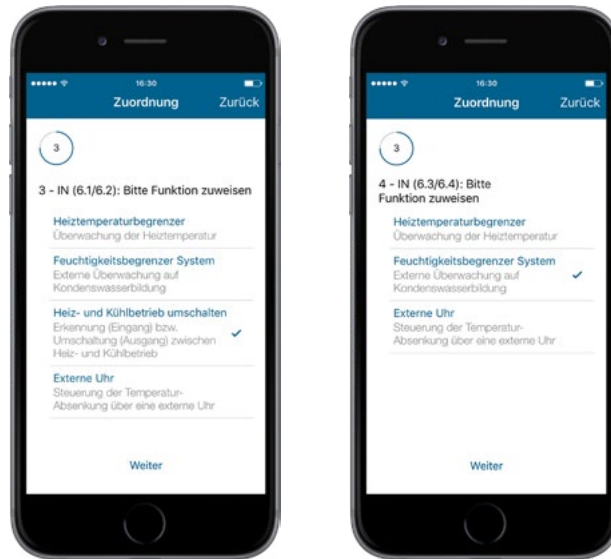 16:30
Zuordnung Zurück
3
3 - IN (6.1/6.2): Bitte Funktion zuweisen
Heiztemperaturbegrenzer
Überwachung der Heiztemperatur
Feuchtigkeitsbegrenzer System
Externe Überwachung auf
Kondenswasserbildung
Heiz- und Kühlbetrieb umschalten
Erkennung (Eingang) bzw.
Umschaltung (Ausgang) zwischen
Heiz- und Kühlbetrieb
Externe Uhr
Steuerung der Temperatur-
Absenkung über eine externe Uhr
Weiter
16:30
Zuordnung Zurück
3
4 - IN (6.3/6.4): Bitte
Funktion zuweisen
Heiztemperaturbegrenzer
Überwachung der Heiztemperatur
Feuchtigkeitsbegrenzer System
Externe Überwachung auf
Kondenswasserbildung
Externe Uhr
Steuerung der Temperatur-
Absenkung über eine externe Uhr
Weiter